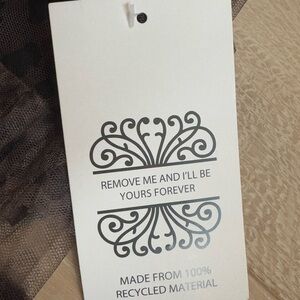 REMOVE ME AND I'LL BE
YOURS FOREVER
MADE FROM 100%
RECYCLED MATERIAL